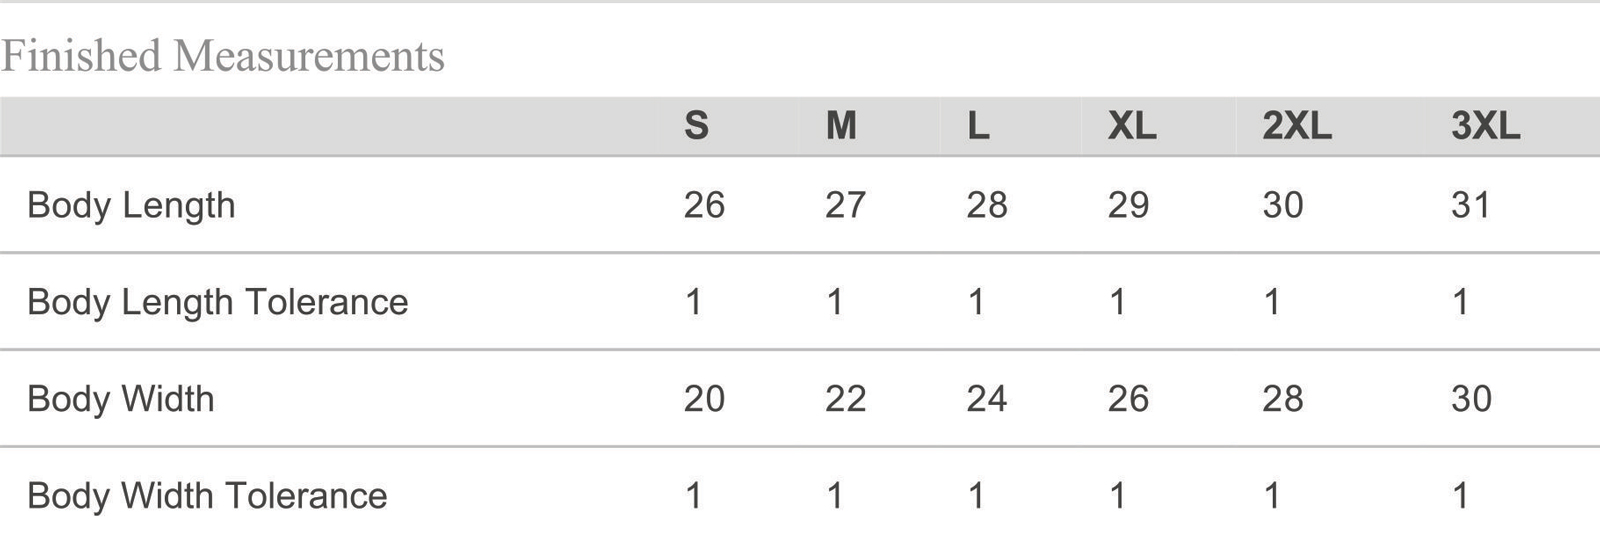 Finished Measurements
S M L XL 2XL 3XL
Body Length 26 27 28 29 30 31
Body Length Tolerance 1 1 1 1 1 1
Body Width 20 22 24 26 28 30
Body Width Tolerance 1 1 1 1 1 1